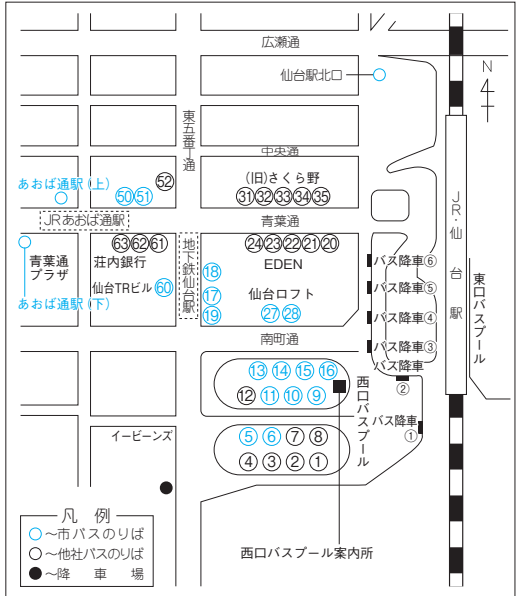 広瀬通
仙台駅北口
N
東五番丁通
中央通
52
(旧)さくら野
あおば通駅(上)
50 51
31 32 33 34 35
JRあおば通駅
青葉通
63 62 61
24 23 22 21 20
青葉通
プラザ
荘内銀行
地下鉄仙台駅
18
EDEN
バス降車⑥
JR・仙台駅
東口バスプール
あおば通駅(下)
仙台TRビル 60
17
仙台ロフト
バス降車⑤
19
27 28
バス降車④
南町通
バス降車③
バス降車
②
13 14 15 16
12 11 10 9
西口バスプール
バス降車
①
イービーンズ
5 6 7 8
4 3 2 1
凡例
〜市バスのりば
〜他社バスのりば
〜降車場
西口バスプール案内所